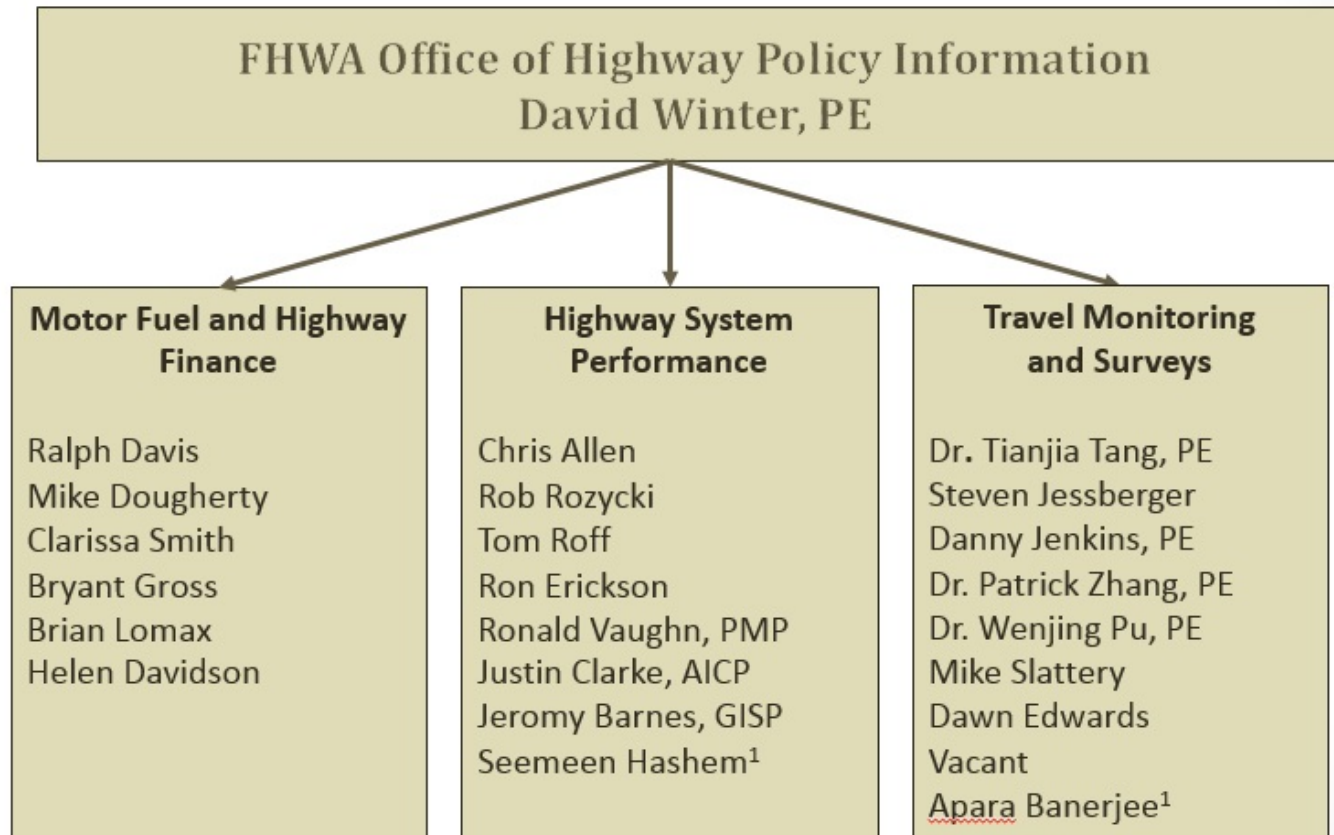 FHWA Office of Highway Policy Information
David Winter, PE
Motor Fuel and Highway
Finance
Ralph Davis
Mike Dougherty
Clarissa Smith
Bryant Gross
Brian Lomax
Helen Davidson
Highway System
Performance
Chris Allen
Rob Rozycki
Tom Roff
Ron Erickson
Ronald Vaughn, PMP
Justin Clarke, AICP
Jeromy Barnes, GISP
Seemeen Hashem¹
Travel Monitoring
and Surveys
Dr. Tianjia Tang, PE
Steven Jessberger
Danny Jenkins, PE
Dr. Patrick Zhang, PE
Dr. Wenjing Pu, PE
Mike Slattery
Dawn Edwards
Vacant
Apara Banerjee¹